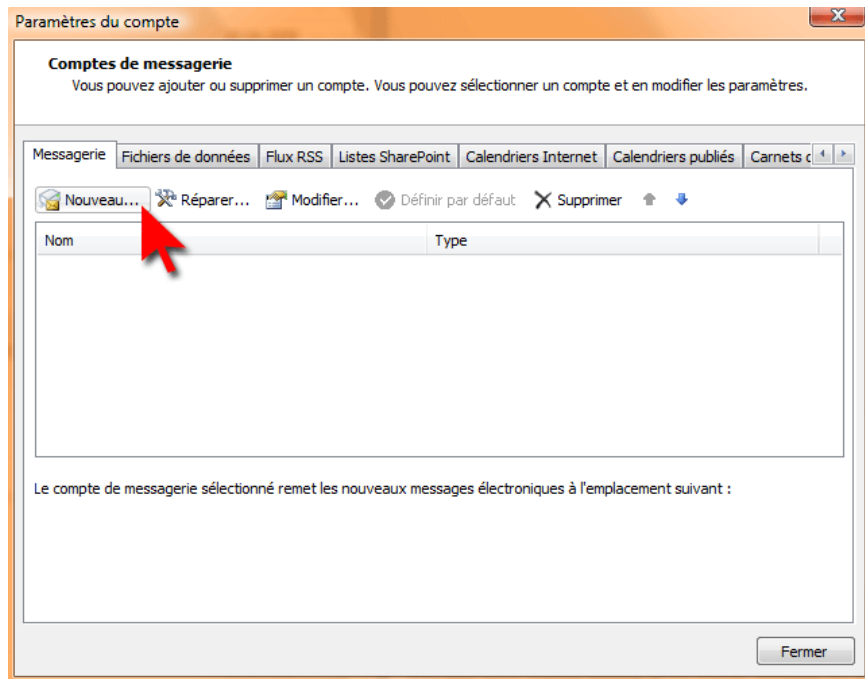 Paramètres du compte
Comptes de messagerie
Vous pouvez ajouter ou supprimer un compte. Vous pouvez sélectionner un compte et en modifier les paramètres.
Messagerie Fichiers de données Flux RSS Listes SharePoint Calendriers Internet Calendriers publiés Carnets
Nouveau... Réparer... Modifier... Définir par défaut Supprimer
Nom Type
Le compte de messagerie sélectionné remet les nouveaux messages électroniques à l'emplacement suivant :
Fermer